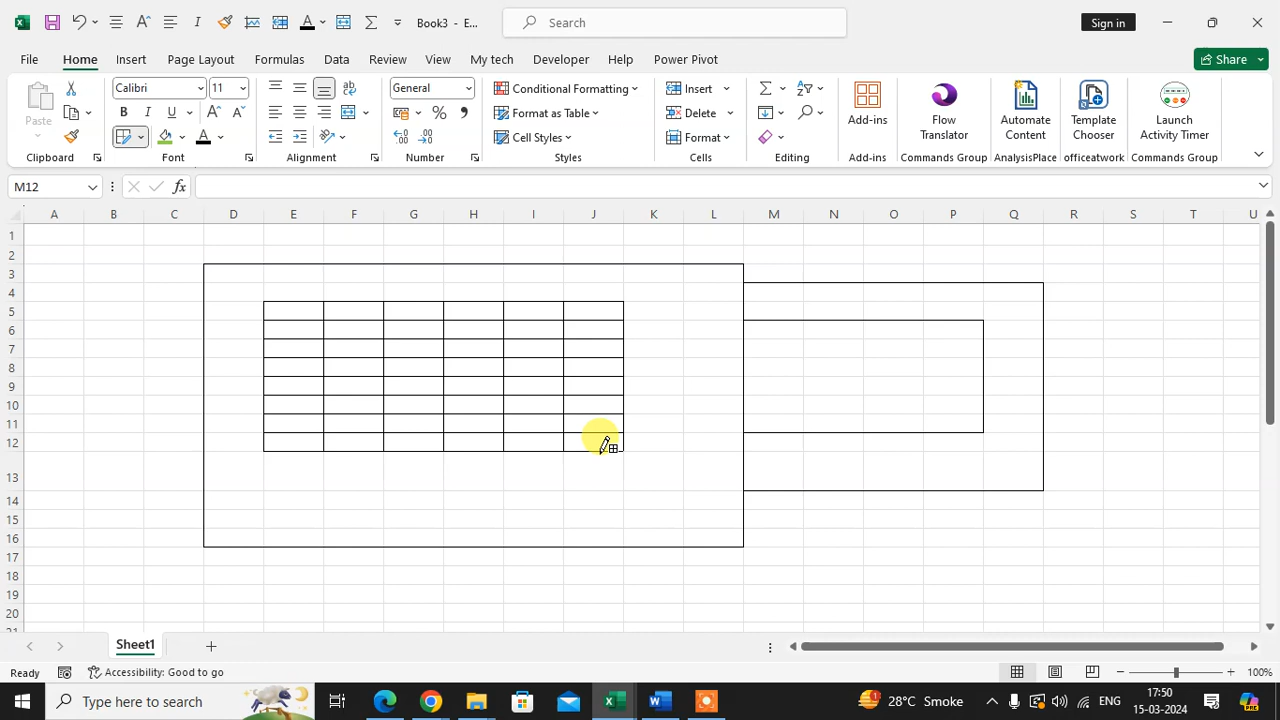 Book3 - E...
Search
Sign in
File Home Insert Page Layout Formulas Data Review View Developer My tech Help Power Pivot
Share
Paste
Calibri 11
B I U
A A
General
% 9
Conditional Formatting
Format as Table
Cell Styles
Insert
Delete
Format
Add-ins
Flow Translator
Automate Content
Template Chooser
Launch Activity Timer
Clipboard Font Alignment Number Styles Cells Editing Add-ins Commands Group AnalysisPlace officeatwork Commands Group
M12
fx
A B C D E F G H I J K L M N O P Q R S T U
1
2
3
4
5
6
7
8
9
10
11
12
13
14
15
16
17
18
19
20
Sheet1
Ready
Accessibility: Good to go
100%
Type here to search
28°C Smoke
ENG
17:50
15-03-2024